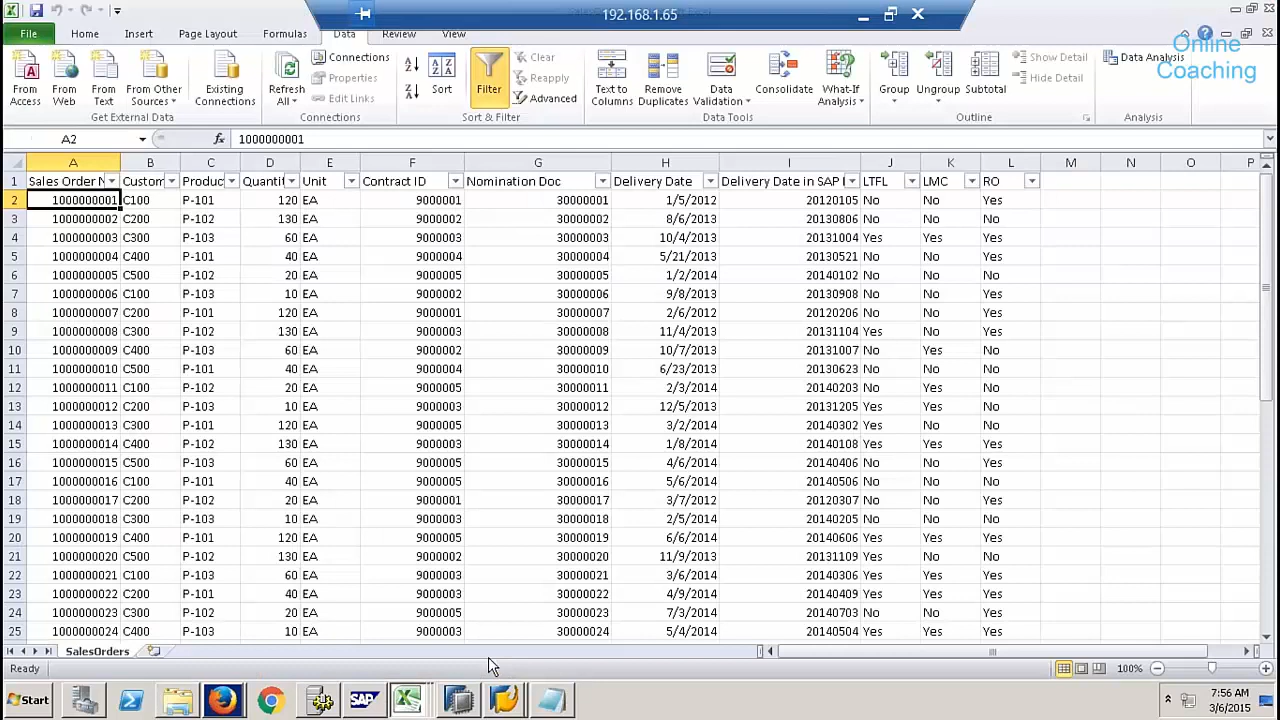 192.168.1.65
File Home Insert Page Layout Formulas Data Review View
Online
Coaching
From Access
From Web
From Text
From Other Sources
Existing Connections
Get External Data
Refresh All
Connections
Properties
Edit Links
Connections
Sort
Filter
Clear
Reapply
Advanced
Sort & Filter
Text to Columns
Remove Duplicates
Data Validation
Consolidate
What-If Analysis
Data Tools
Group
Ungroup
Subtotal
Show Detail
Hide Detail
Outline
Data Analysis
Analysis
A2 fx 1000000001
A B C D E F G H I J K L M N O P
1 Sales Order N Custom Produc Quantit Unit Contract ID Nomination Doc Delivery Date Delivery Date in SAP LTFL LMC RO
2 1000000001 C100 P-101 120 EA 9000001 30000001 1/5/2012 20120105 No No Yes
3 1000000002 C200 P-102 130 EA 9000002 30000002 8/6/2013 20130806 No No No
4 1000000003 C300 P-103 60 EA 9000003 30000003 10/4/2013 20131004 Yes Yes Yes
5 1000000004 C400 P-101 40 EA 9000004 30000004 5/21/2013 20130521 No No Yes
6 1000000005 C500 P-102 20 EA 9000005 30000005 1/2/2014 20140102 No No No
7 1000000006 C100 P-103 10 EA 9000002 30000006 9/8/2013 20130908 No No Yes
8 1000000007 C200 P-101 120 EA 9000001 30000007 2/6/2012 20120206 No No Yes
9 1000000008 C300 P-102 130 EA 9000003 30000008 11/4/2013 20131104 Yes No No
10 1000000009 C400 P-103 60 EA 9000002 30000009 10/7/2013 20131007 No Yes No
11 1000000010 C500 P-101 40 EA 9000004 30000010 6/23/2013 20130623 No No No
12 1000000011 C100 P-102 20 EA 9000005 30000011 2/3/2014 20140203 No Yes No
13 1000000012 C200 P-103 10 EA 9000003 30000012 12/5/2013 20131205 Yes Yes No
14 1000000013 C300 P-101 120 EA 9000005 30000013 3/2/2014 20140302 Yes No No
15 1000000014 C400 P-102 130 EA 9000003 30000014 1/8/2014 20140108 Yes Yes Yes
16 1000000015 C500 P-103 60 EA 9000005 30000015 4/6/2014 20140406 No No Yes
17 1000000016 C100 P-101 40 EA 9000005 30000016 5/6/2014 20140506 No No No
18 1000000017 C200 P-102 20 EA 9000001 30000017 3/7/2012 20120307 No No Yes
19 1000000018 C300 P-103 10 EA 9000003 30000018 2/5/2014 20140205 No No No
20 1000000019 C400 P-101 120 EA 9000005 30000019 6/6/2014 20140606 Yes Yes Yes
21 1000000020 C500 P-102 130 EA 9000002 30000020 11/9/2013 20131109 Yes No No
22 1000000021 C100 P-103 60 EA 9000003 30000021 3/6/2014 20140306 Yes Yes Yes
23 1000000022 C200 P-101 40 EA 9000003 30000022 4/9/2014 20140409 Yes Yes Yes
24 1000000023 C300 P-102 20 EA 9000005 30000023 7/3/2014 20140703 No No Yes
25 1000000024 C400 P-103 10 EA 9000003 30000024 5/4/2014 20140504 Yes Yes Yes
SalesOrders
Ready 100%
Start
SAP
7:56 AM
3/6/2015